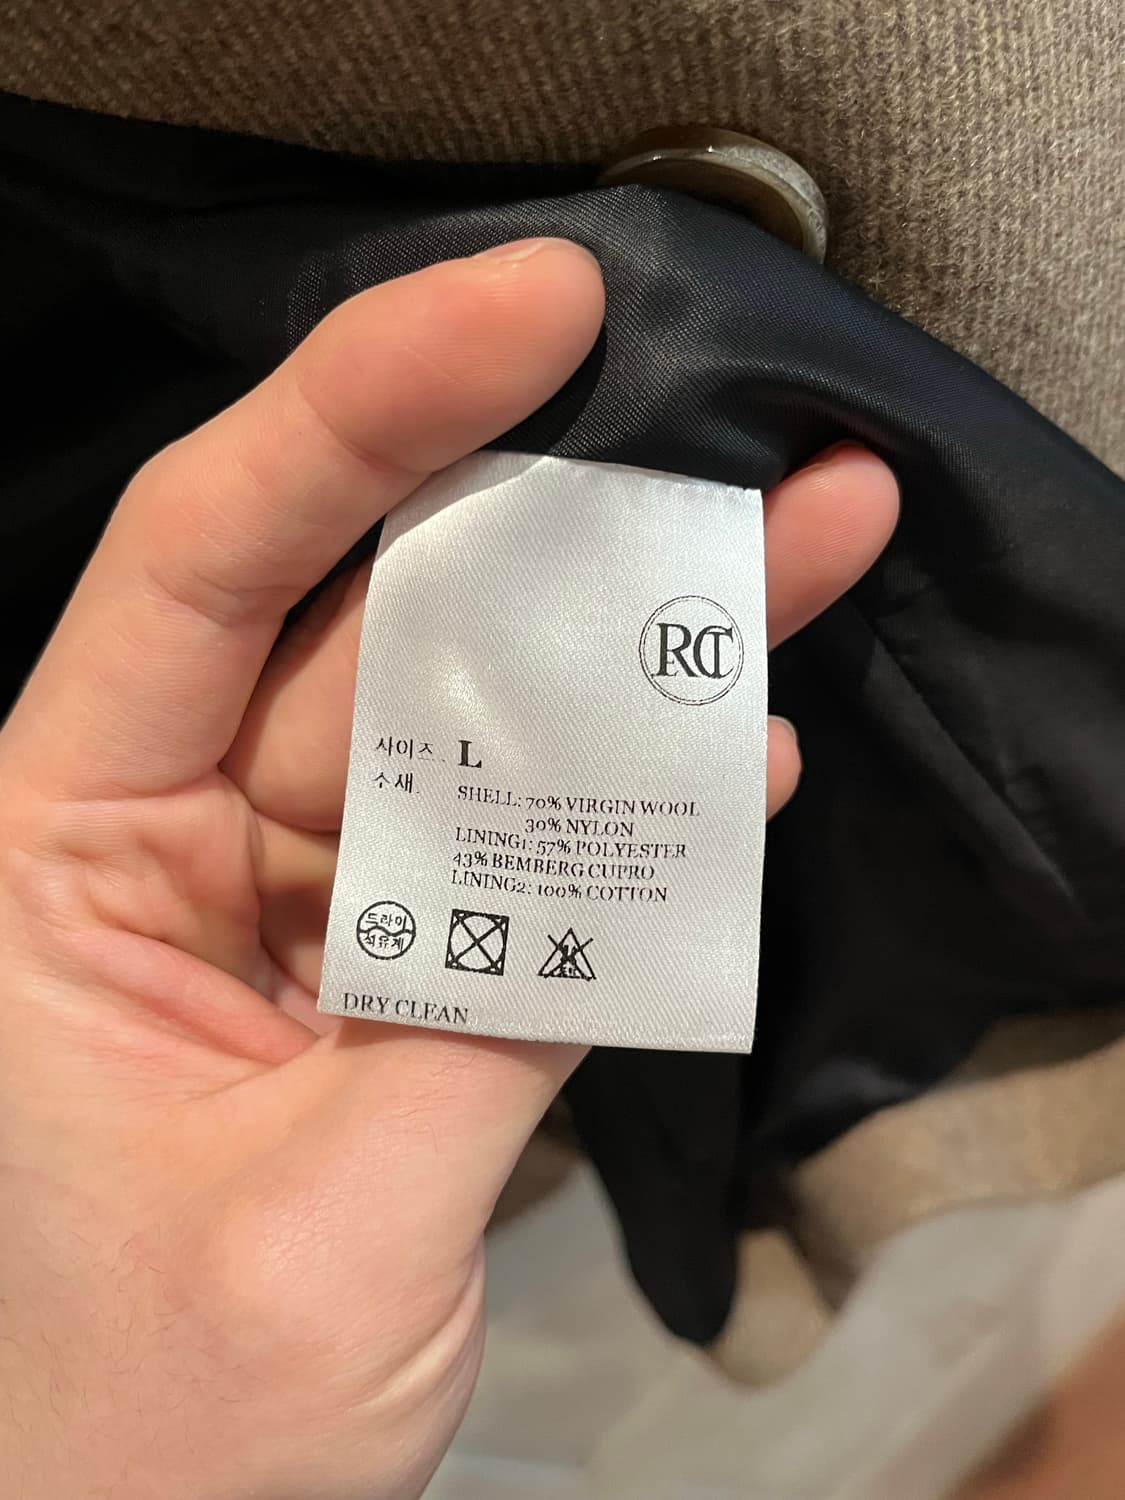 RCT
사이즈. L
소재.
SHELL: 70% VIRGIN WOOL
30% NYLON
LINING1: 57% POLYESTER
43% BEMBERG CUPRO
LINING2: 100% COTTON
드라이
석유계
DRY CLEAN